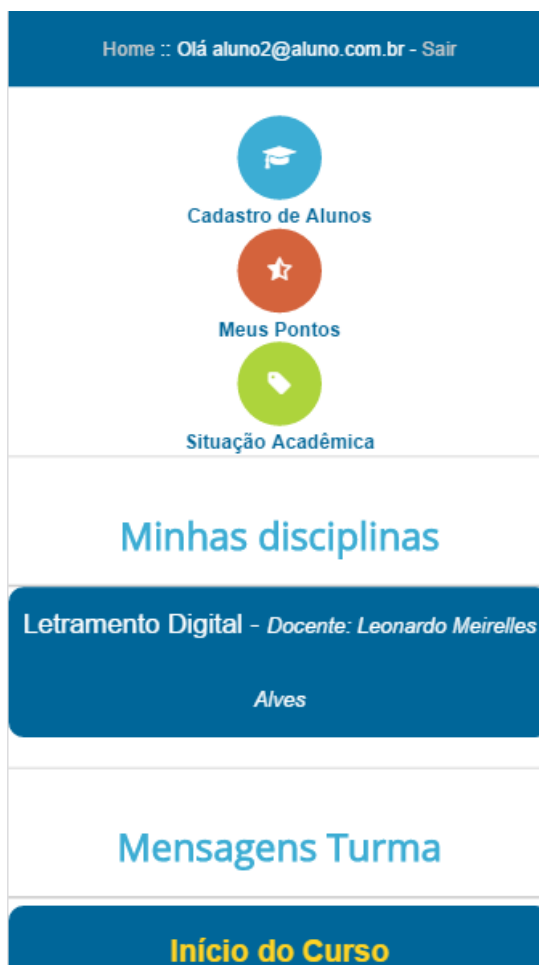 Home :: Olá aluno2@aluno.com.br - Sair
Cadastro de Alunos
Meus Pontos
Situação Acadêmica
Minhas disciplinas
Letramento Digital - Docente: Leonardo Meirelles
Alves
Mensagens Turma
Início do Curso